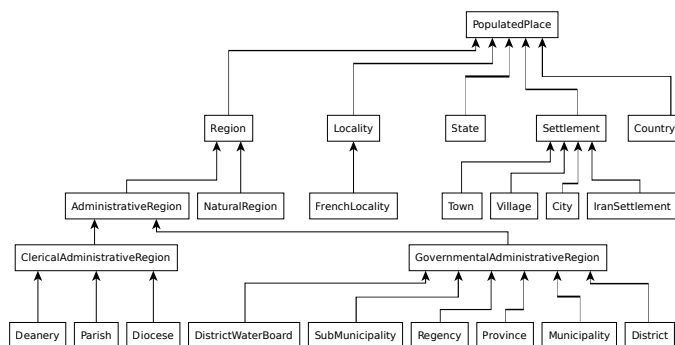 PopulatedPlace
Region Locality State Settlement Country
AdministrativeRegion NaturalRegion FrenchLocality Town Village City IranSettlement
ClericalAdministrativeRegion GovernmentalAdministrativeRegion
Deanery Parish Diocese DistrictWaterBoard SubMunicipality Regency Province Municipality District